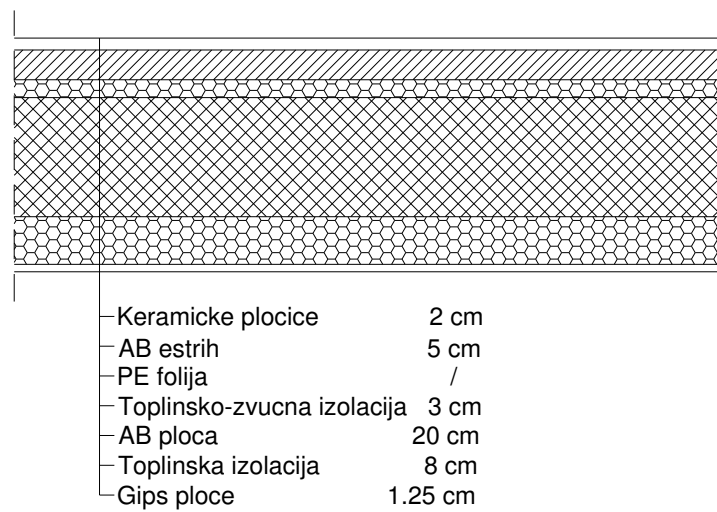 Keramicke plocice 2 cm
AB estrih 5 cm
PE folija /
Toplinsko-zvucna izolacija 3 cm
AB ploca 20 cm
Toplinska izolacija 8 cm
Gips ploce 1.25 cm